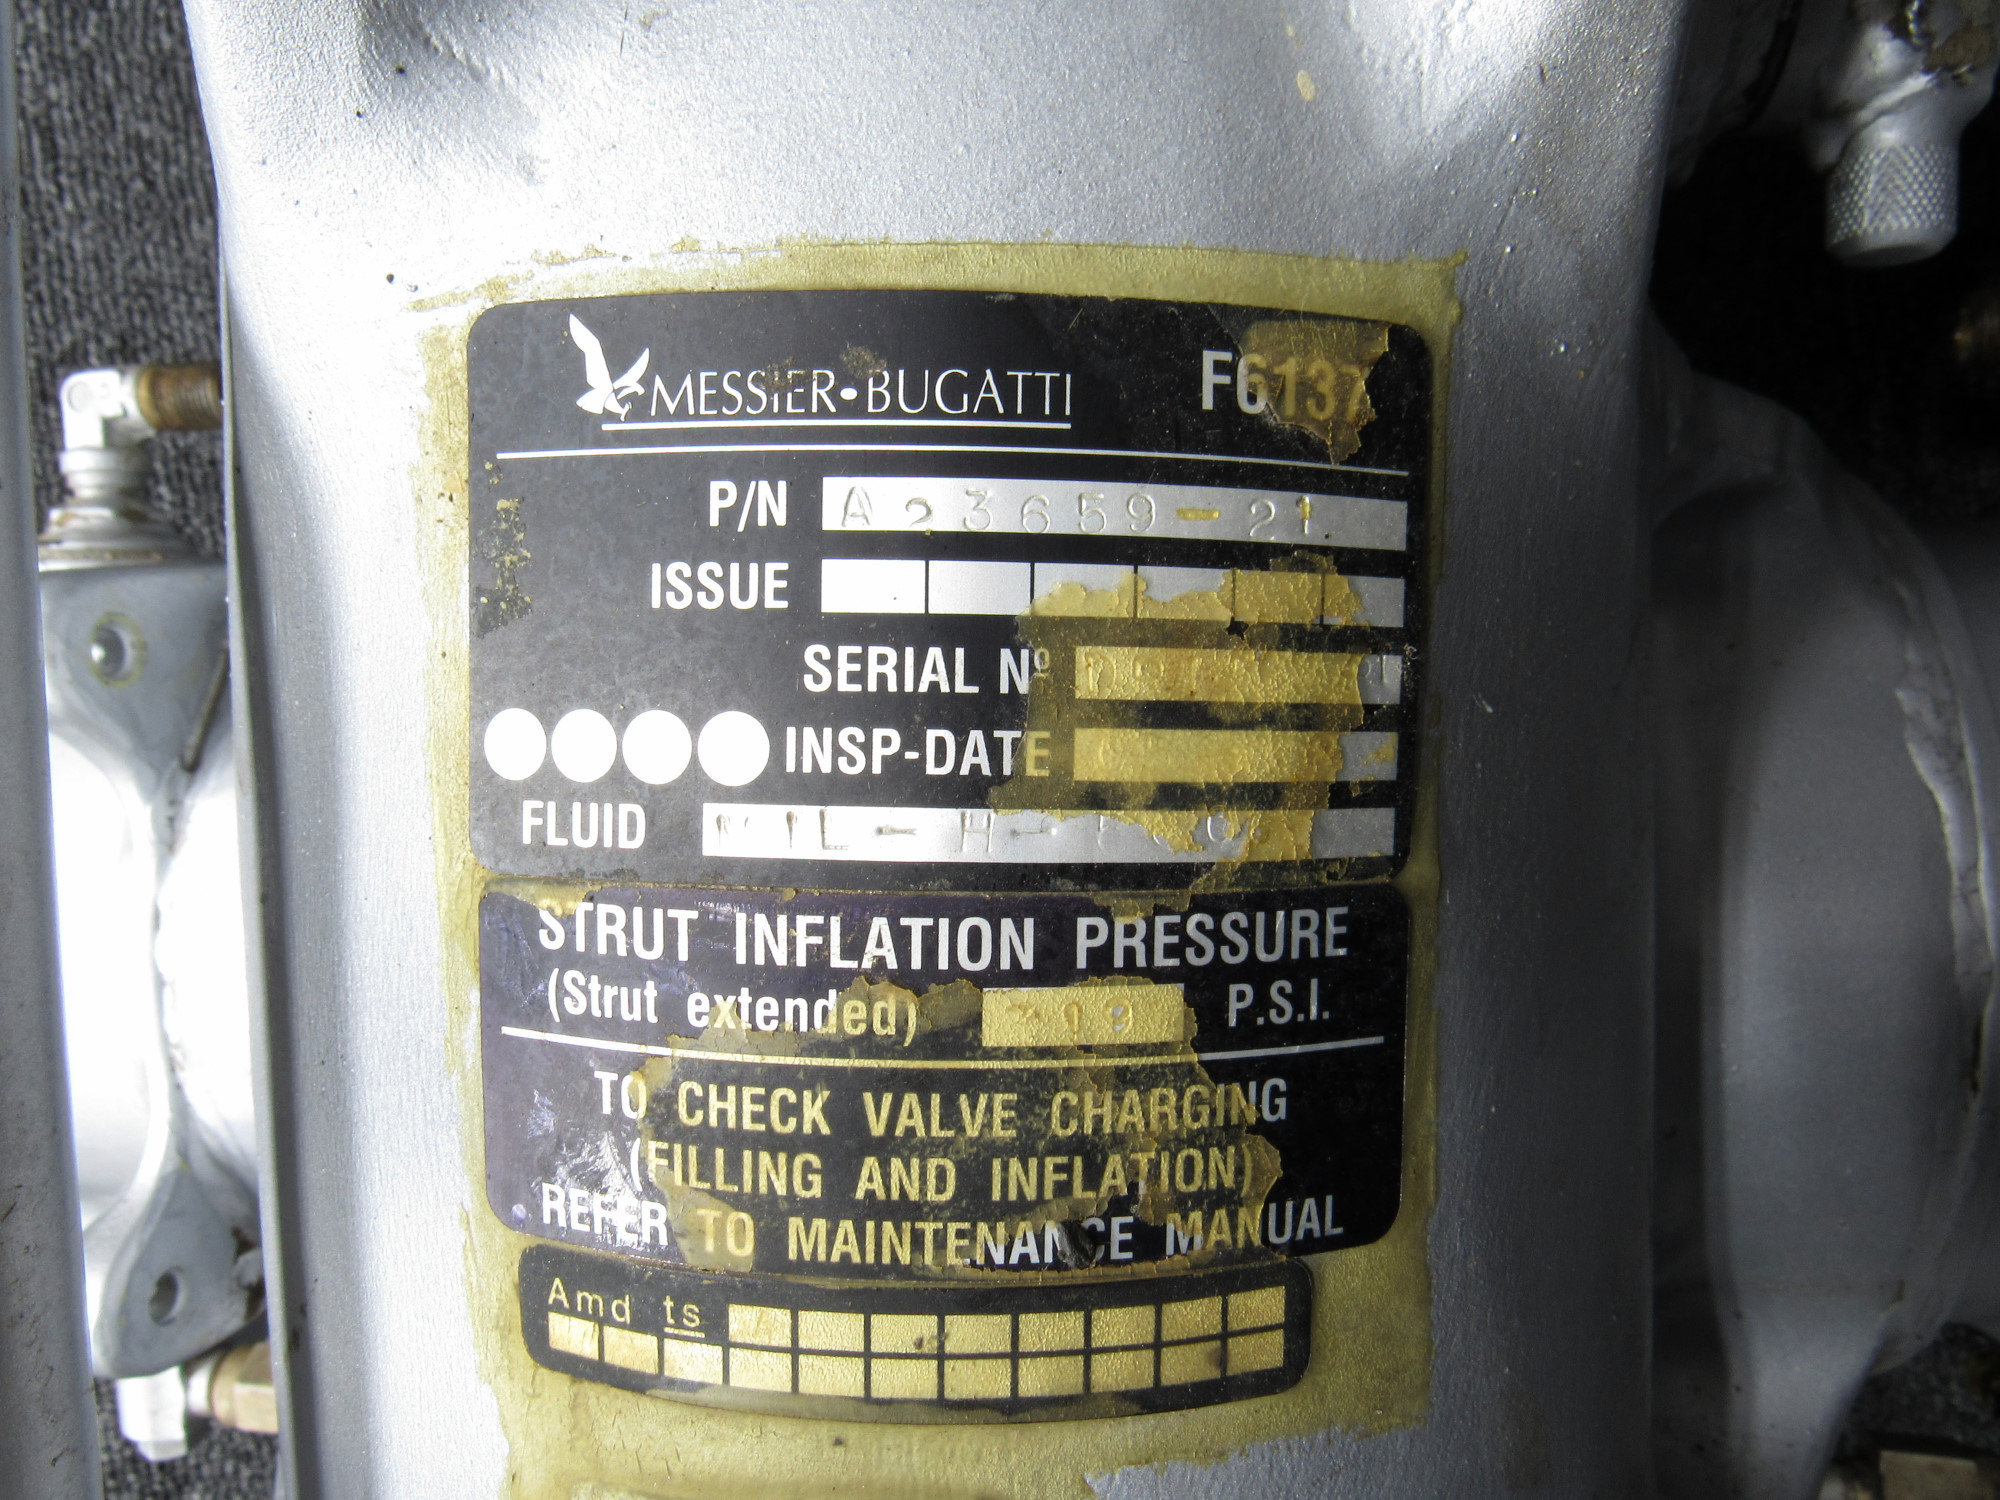 MESSIER•BUGATTI F6137
P/N A23659-21
ISSUE
SERIAL Nº
INSP-DATE
FLUID MIL-H-
STRUT INFLATION PRESSURE
(Strut extended) P.S.I.
TO CHECK VALVE CHARGING
(FILLING AND INFLATION)
REFER TO MAINTENANCE MANUAL
Amd ts